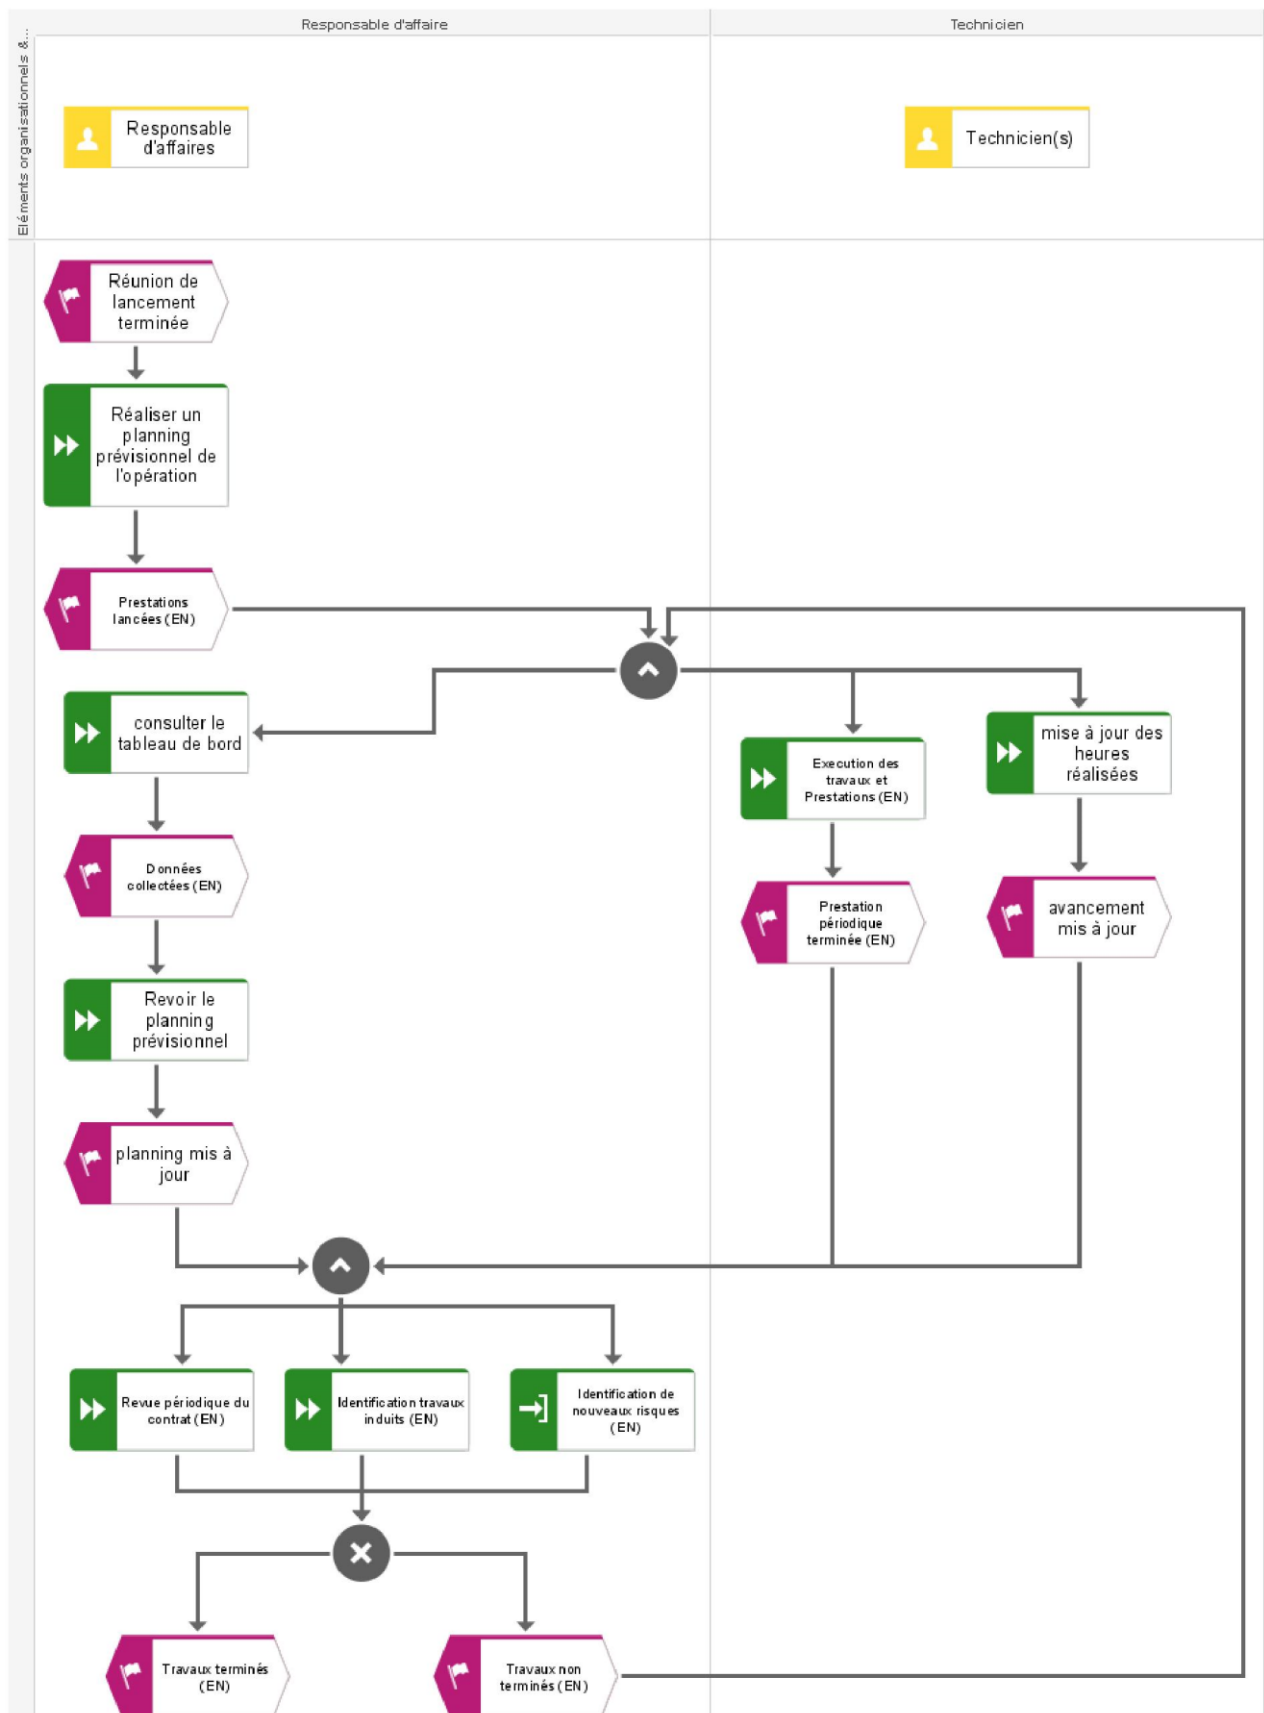 Responsable d'affaire
Technicien
Eléments organisationnels &...
Responsable
d'affaires
Technicien(s)
Réunion de
lancement
terminée
Réaliser un
planning
prévisionnel de
l'opération
Prestations
lancées (EN)
consulter le
tableau de bord
Execution des
travaux et
Prestations (EN)
mise à jour des
heures
réalisées
Données
collectées (EN)
Prestation
périodique
terminée (EN)
avancement
mis à jour
Revoir le
planning
prévisionnel
planning mis à
jour
Revue périodique du
contrat (EN)
Identification travaux
induits (EN)
Identification de
nouveaux risques
(EN)
Travaux terminés
(EN)
Travaux non
terminés (EN)